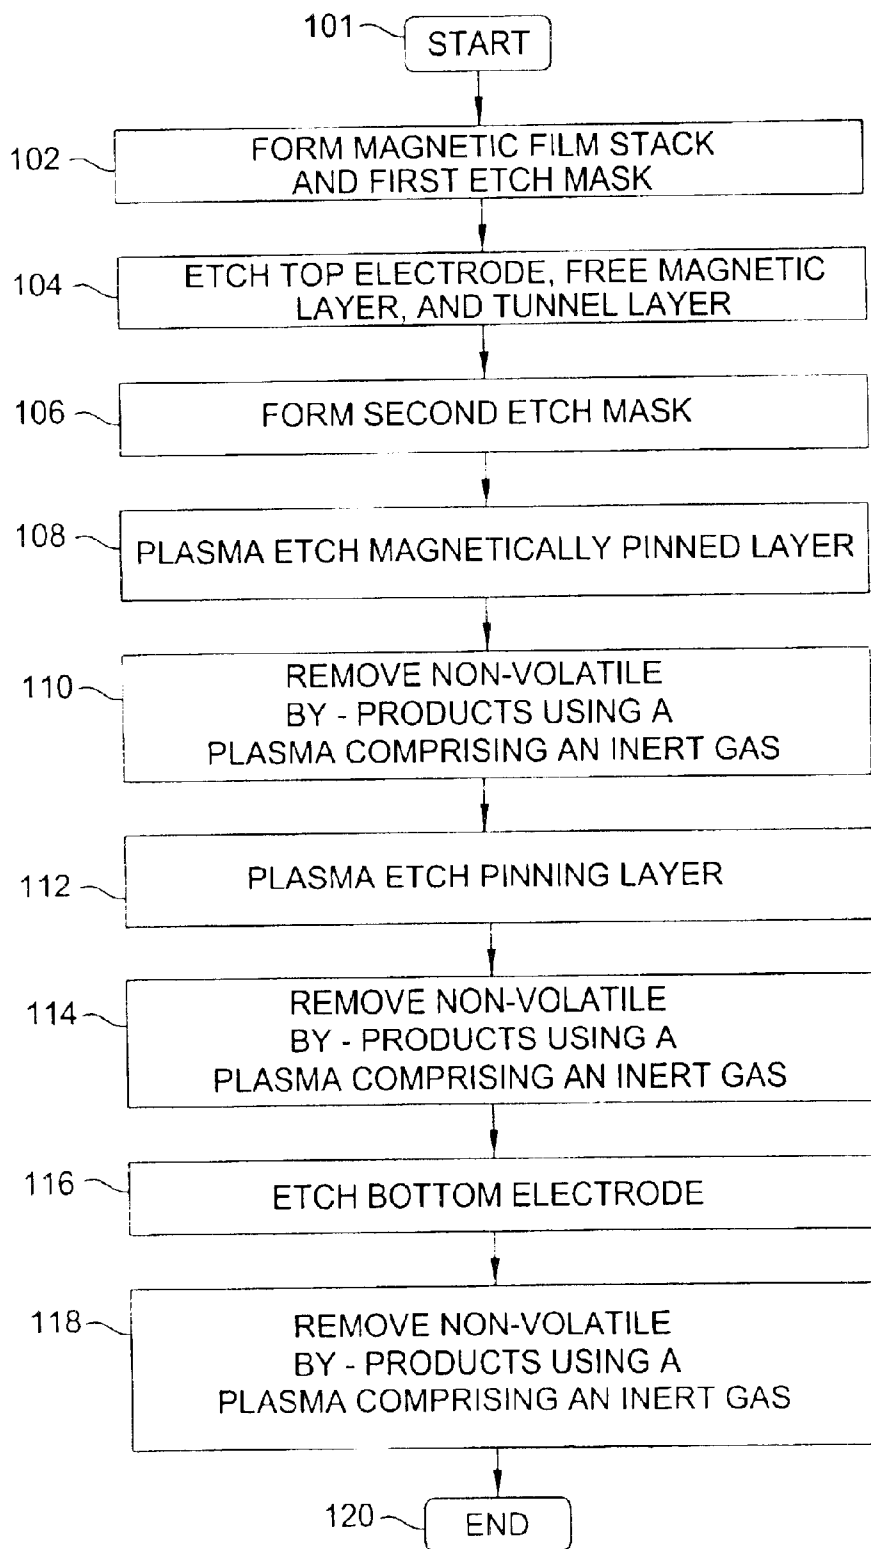 101
START
102
FORM MAGNETIC FILM STACK
AND FIRST ETCH MASK
104
ETCH TOP ELECTRODE, FREE MAGNETIC
LAYER, AND TUNNEL LAYER
106
FORM SECOND ETCH MASK
108
PLASMA ETCH MAGNETICALLY PINNED LAYER
110
REMOVE NON-VOLATILE
BY - PRODUCTS USING A
PLASMA COMPRISING AN INERT GAS
112
PLASMA ETCH PINNING LAYER
114
REMOVE NON-VOLATILE
BY - PRODUCTS USING A
PLASMA COMPRISING AN INERT GAS
116
ETCH BOTTOM ELECTRODE
118
REMOVE NON-VOLATILE
BY - PRODUCTS USING A
PLASMA COMPRISING AN INERT GAS
120
END